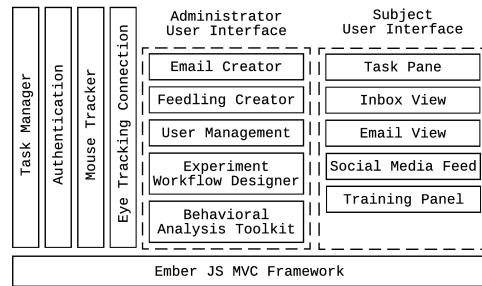 Task Manager
Authentication
Mouse Tracker
Eye Tracking Connection
Administrator
User Interface
Email Creator
Feedling Creator
User Management
Experiment
Workflow Designer
Behavioral
Analysis Toolkit
Subject
User Interface
Task Pane
Inbox View
Email View
Social Media Feed
Training Panel
Ember JS MVC Framework